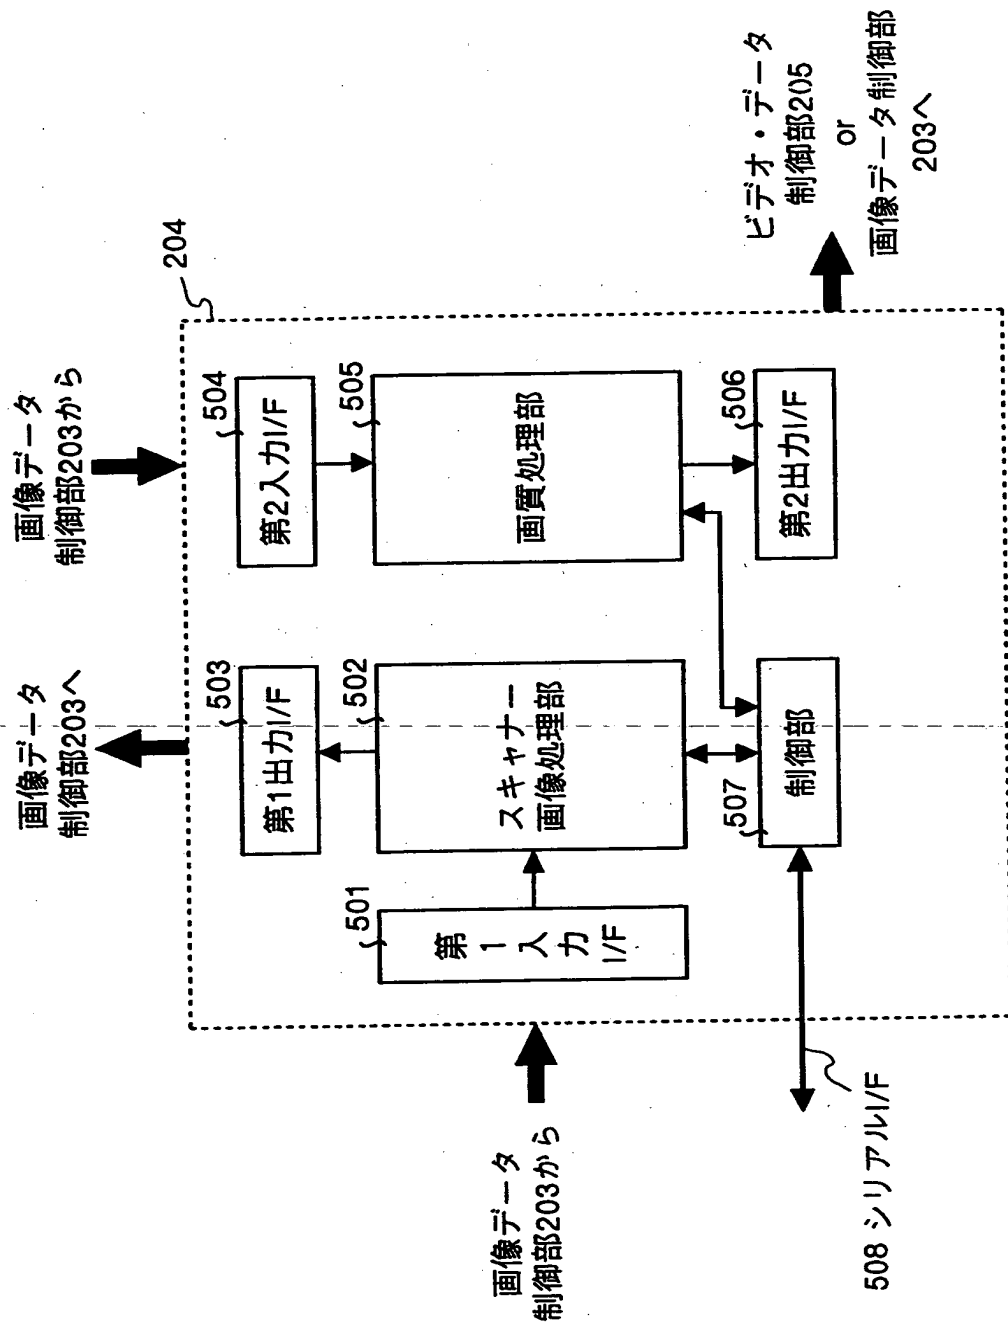 画像データ
制御部203へ
画像データ
制御部203から
204
503
第1出力I/F
504
第2入力I/F
502
スキャナー
画像処理部
505
画質処理部
501
第
1
入
力
I/F
画像データ
制御部203から
507
制御部
506
第2出力I/F
ビデオ・データ
制御部205
or
画像データ制御部
203へ
508 シリアルI/F